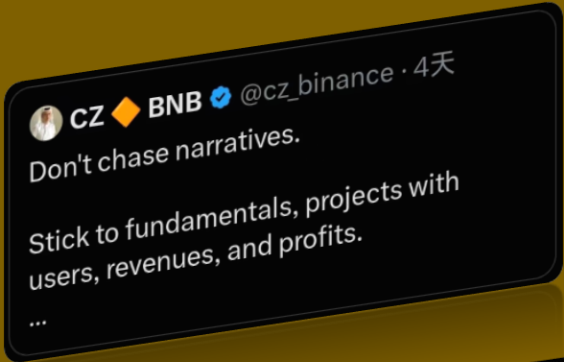 CZ 🔶 BNB @cz_binance · 4天
Don't chase narratives.
Stick to fundamentals, projects with
users, revenues, and profits.
...